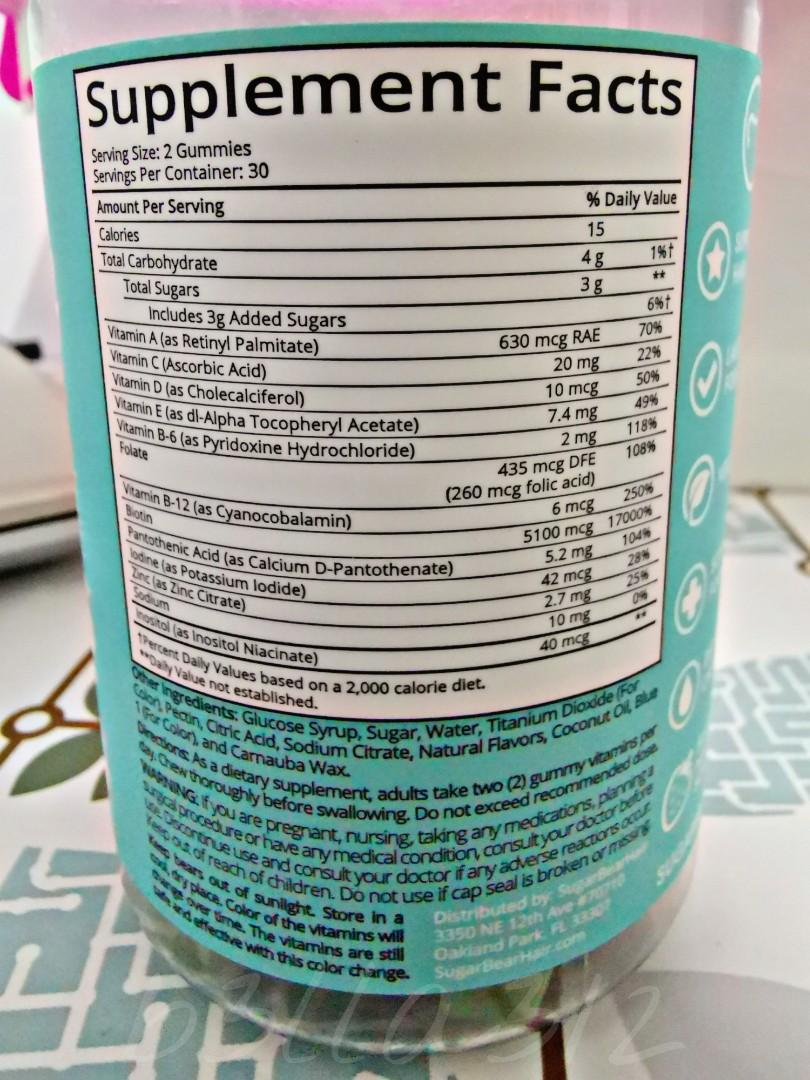 Supplement Facts
Serving Size: 2 Gummies
Servings Per Container: 30
Amount Per Serving % Daily Value
Calories 15
Total Carbohydrate 4 g 1%†
Total Sugars 3 g **
Includes 3g Added Sugars 6%†
Vitamin A (as Retinyl Palmitate) 630 mcg RAE 70%
Vitamin C (Ascorbic Acid) 20 mg 22%
Vitamin D (as Cholecalciferol) 10 mcg 50%
Vitamin E (as dl-Alpha Tocopheryl Acetate) 7.4 mg 49%
Vitamin B-6 (as Pyridoxine Hydrochloride) 2 mg 118%
Folate 435 mcg DFE 108%
(260 mcg folic acid)
Vitamin B-12 (as Cyanocobalamin) 6 mcg 250%
Biotin 5100 mcg 17000%
Pantothenic Acid (as Calcium D-Pantothenate) 5.2 mg 104%
Iodine (as Potassium Iodide) 42 mcg 28%
Zinc (as Zinc Citrate) 2.7 mg 25%
Sodium 10 mg 0%
Inositol (as Inositol Niacinate) 40 mcg **
†Percent Daily Values based on a 2,000 calorie diet.
**Daily Value not established.
Other Ingredients: Glucose Syrup, Sugar, Water, Titanium Dioxide (For
Color), Pectin, Citric Acid, Sodium Citrate, Natural Flavors, Coconut Oil, Blue
1 (For Color), and Carnauba Wax.
Directions: As a dietary supplement, adults take two (2) gummy vitamins per
day. Chew thoroughly before swallowing. Do not exceed recommended dose.
WARNING: If you are pregnant, nursing, taking any medications, planning a
surgical procedure or have any medical condition, consult your doctor before
use. Discontinue use and consult your doctor if any adverse reactions occur.
Keep out of reach of children. Do not use if cap seal is broken or missing.
Keep bears out of sunlight. Store in a
cool, dry place. Color of the vitamins will
change over time. The vitamins are still
safe and effective with this color change.
Distributed by: SugarBearHair
3350 NE 12th Ave #70710
Oakland Park, FL 33307
SugarBearHair.com
b3lla 312